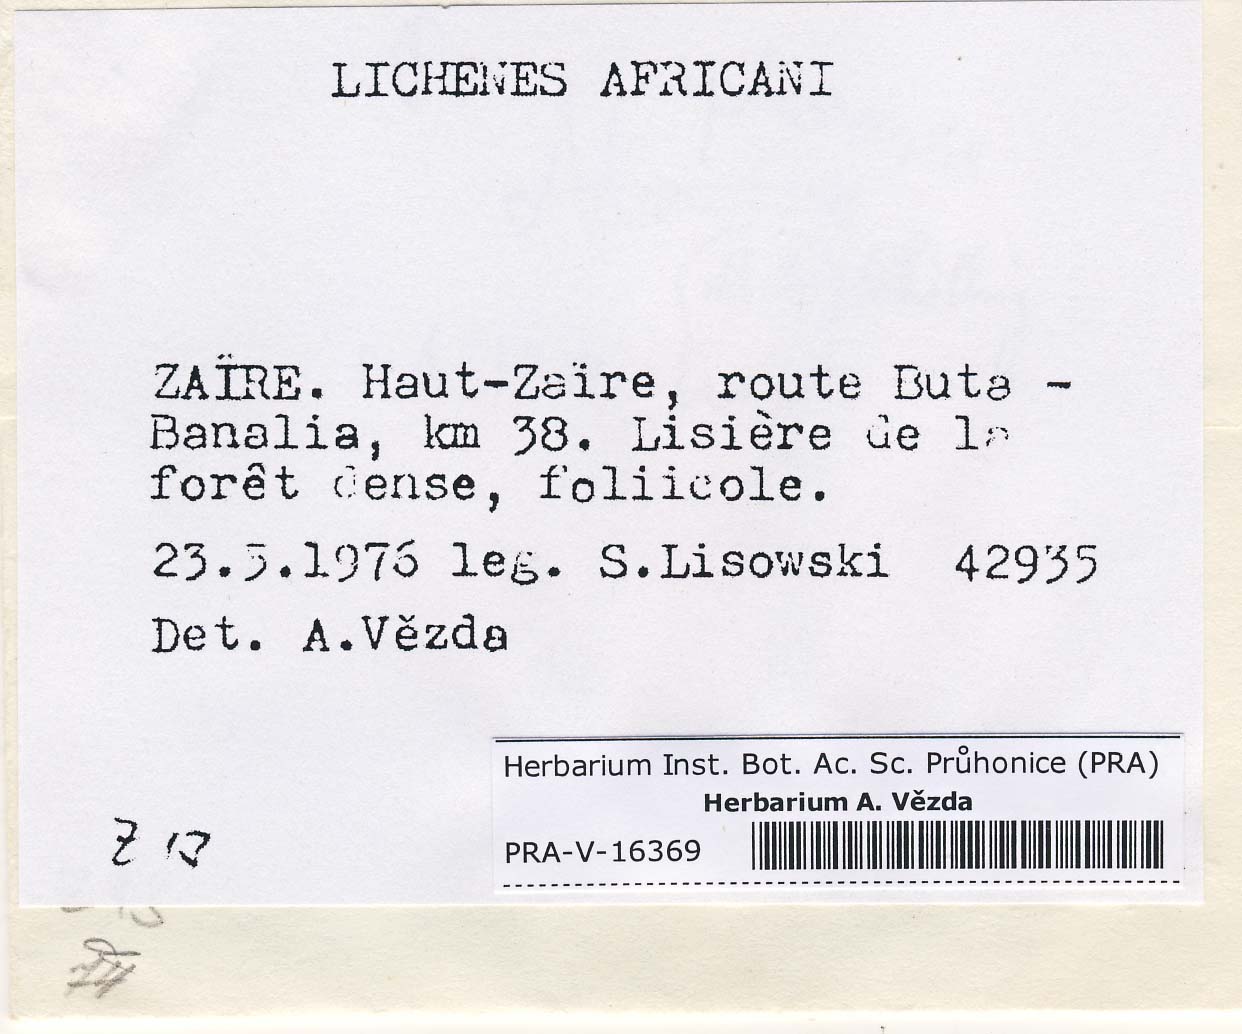 LICHENES AFRICANI
ZAÏRE. Haut-Zaïre, route Buta -
Banalia, km 38. Lisière de la
forêt dense, foliicole.
23.5.1976 leg. S.Lisowski 42935
Det. A.Vězda
Herbarium Inst. Bot. Ac. Sc. Průhonice (PRA)
Herbarium A. Vězda
PRA-V-16369
Z 13